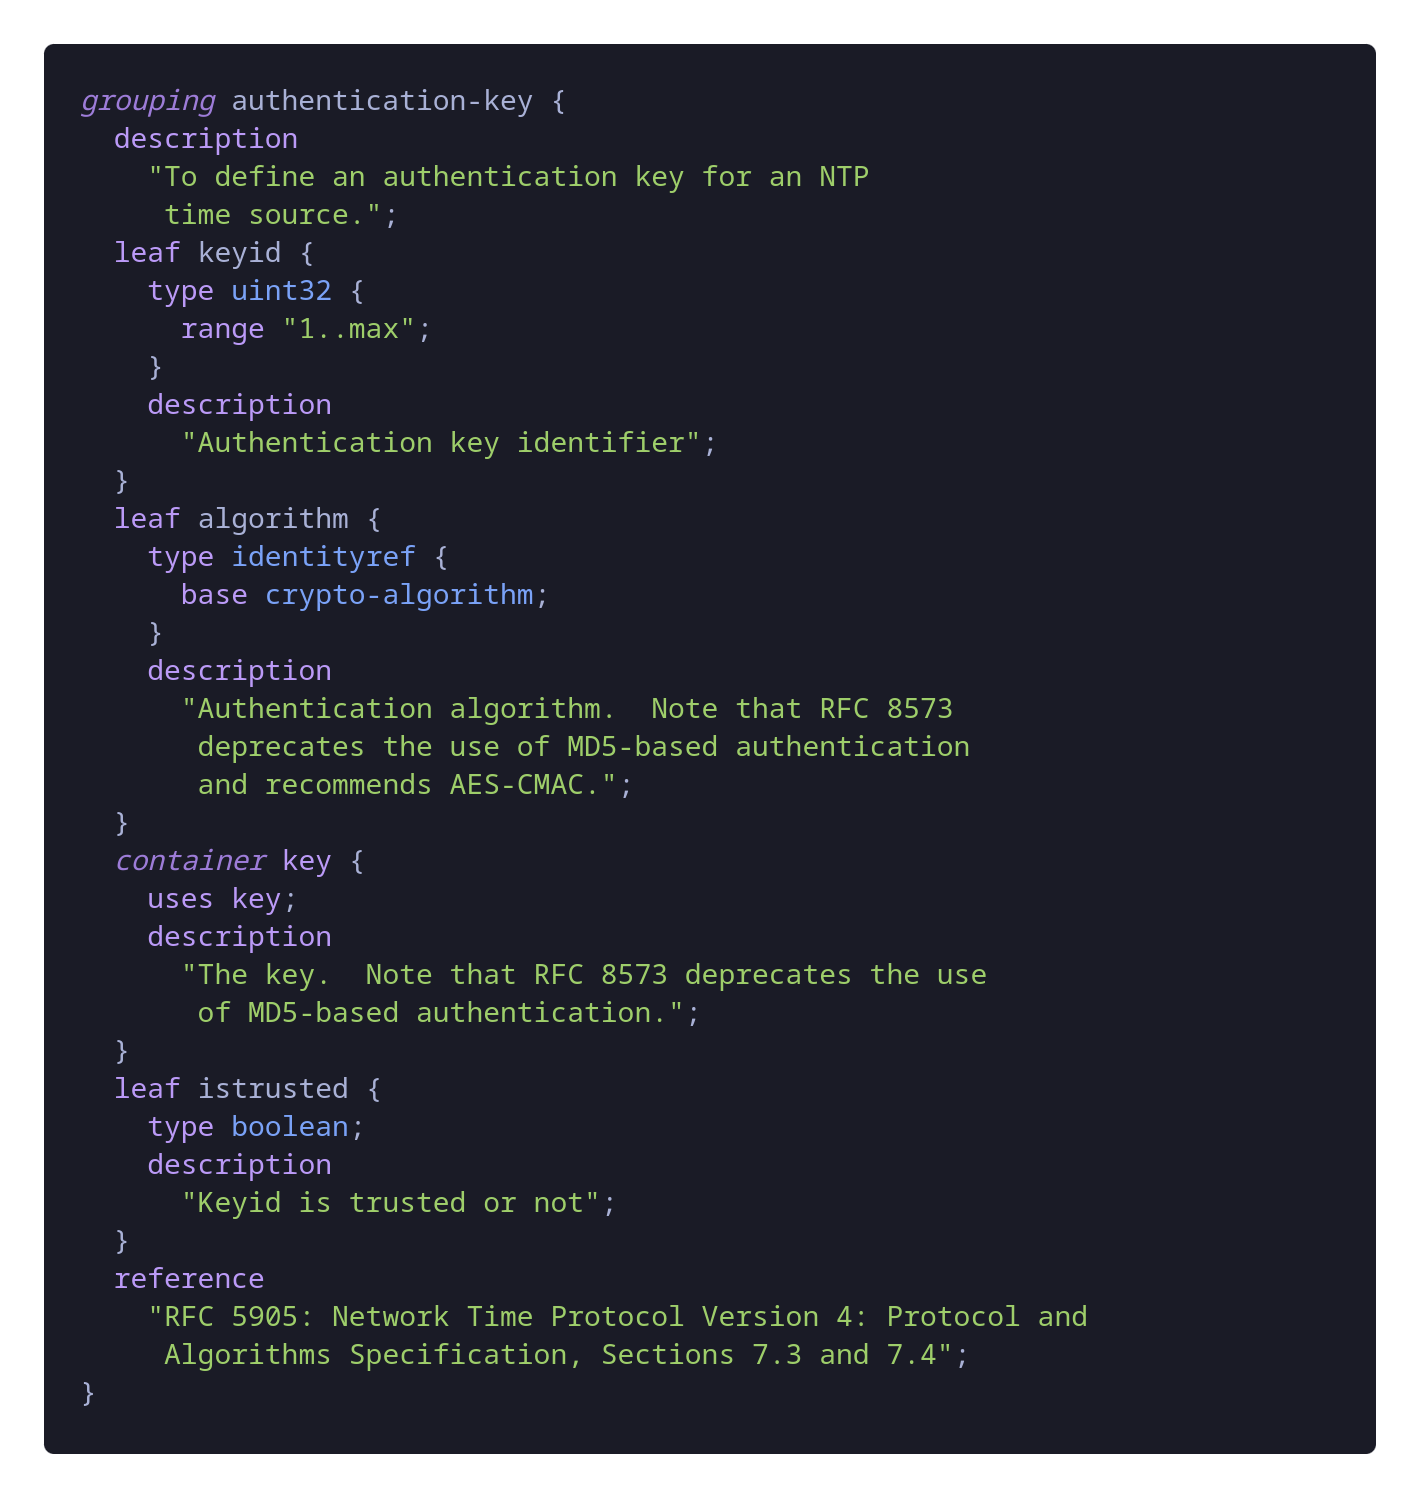 grouping authentication-key {
  description
    "To define an authentication key for an NTP
     time source.";
  leaf keyid {
    type uint32 {
      range "1..max";
    }
    description
      "Authentication key identifier";
  }
  leaf algorithm {
    type identityref {
      base crypto-algorithm;
    }
    description
      "Authentication algorithm.  Note that RFC 8573
       deprecates the use of MD5-based authentication
       and recommends AES-CMAC.";
  }
  container key {
    uses key;
    description
      "The key.  Note that RFC 8573 deprecates the use
       of MD5-based authentication.";
  }
  leaf istrusted {
    type boolean;
    description
      "Keyid is trusted or not";
  }
  reference
    "RFC 5905: Network Time Protocol Version 4: Protocol and
     Algorithms Specification, Sections 7.3 and 7.4";
}